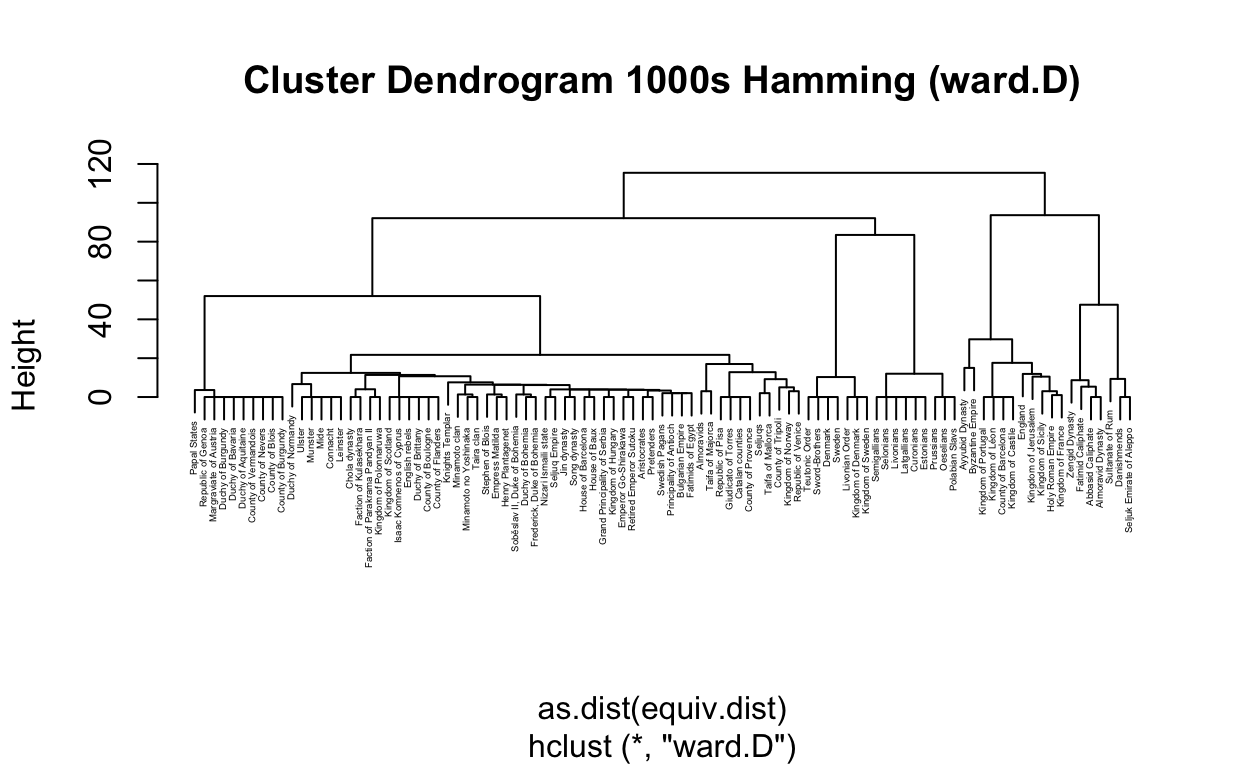 Cluster Dendrogram 1000s Hamming (ward.D)
Height
0
40
80
120
Papal States
Republic of Genoa
Margraviate of Austria
Duchy of Burgundy
Duchy of Bavaria
Duchy of Aquitaine
County of Vermandois
County of Nevers
County of Blois
County of Burgundy
Duchy of Normandy
Ulster
Munster
Mide
Connacht
Leinster
Chola dynasty
Faction of Kulasekhara
Faction of Parakrama Pandyan II
Kingdom of Polonnaruwa
Kingdom of Scotland
Isaac Komnenos of Cyprus
English rebels
Duchy of Brittany
County of Boulogne
County of Flanders
Knights Templar
Minamoto clan
Minamoto no Yoshinaka
Taira clan
Stephen of Blois
Empress Matilda
Henry Plantagenet
Soběslav II, Duke of Bohemia
Duchy of Bohemia
Frederick, Duke of Bohemia
Nizari Ismaili state
Seljuq Empire
Jin dynasty
Song dynasty
House of Barcelona
House of Baux
Grand Principality of Serbia
Kingdom of Hungary
Emperor Go-Shirakawa
Retired Emperor Sutoku
Aristocrates
Pretenders
Swedish Pagans
Principality of Antioch
Bulgarian Empire
Fatimids of Egypt
Almoravids
Taifa of Majorca
Republic of Pisa
Giudicato of Torres
Catalan counties
County of Provence
Seljuqs
Taifa of Mallorca
County of Tripoli
Kingdom of Norway
Republic of Venice
Teutonic Order
Sword-Brothers
Denmark
Sweden
Livonian Order
Kingdom of Denmark
Kingdom of Sweden
Semigallians
Selonians
Livonians
Latgallians
Curonians
Estonians
Prussians
Oeselians
Polabian Slavs
Ayyubid Dynasty
Byzantine Empire
Kingdom of Portugal
Kingdom of León
County of Barcelona
Kingdom of Castile
England
Kingdom of Jerusalem
Kingdom of Sicily
Holy Roman Empire
Kingdom of France
Zengid Dynasty
Fatimid Caliphate
Abbasid Caliphate
Almoravid Dynasty
Sultanate of Rum
Danishmends
Seljuk Emirate of Aleppo
as.dist(equiv.dist)
hclust (*, "ward.D")